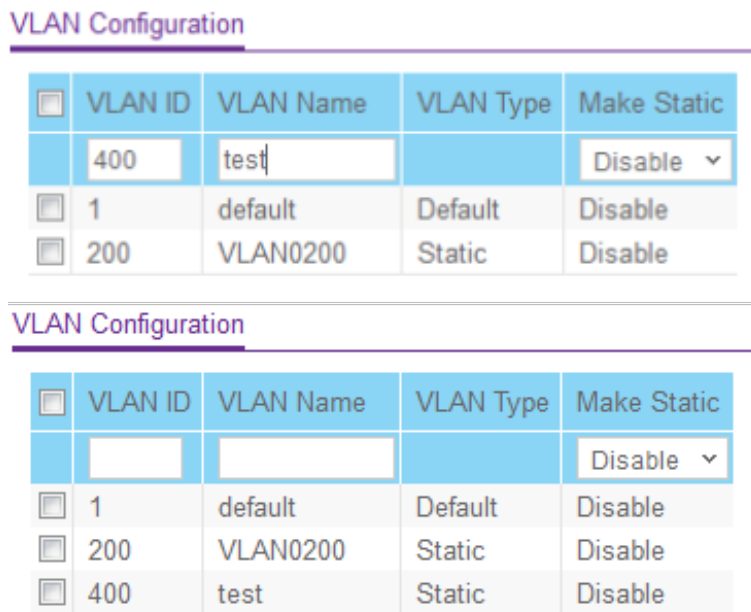 VLAN Configuration
VLAN ID VLAN Name VLAN Type Make Static
400 test Disable
1 default Default Disable
200 VLAN0200 Static Disable
VLAN Configuration
VLAN ID VLAN Name VLAN Type Make Static
Disable
1 default Default Disable
200 VLAN0200 Static Disable
400 test Static Disable